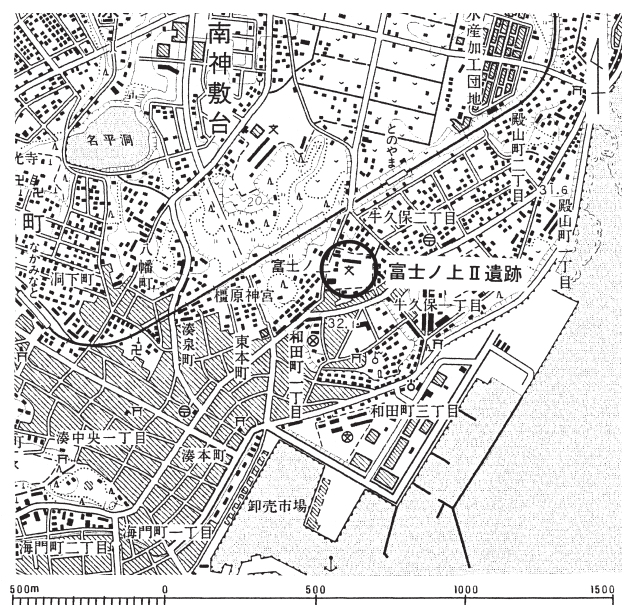 南神敷台
水産加工団地
名平洞
とのやま
殿山町二丁目
31.6
殿山町一丁目
光寺
町
なかみなと
洞下町
幡町
20
牛久保二丁目
富士ノ
富士ノ上Ⅱ遺跡
橿原神宮
牛久保一丁目
32.
湊泉町
東本町
和田町一丁目
和田町三丁目
湊中央一丁目
湊本町
卸売市場
海門町一丁目
海門町二丁目
500m 0 500 1000 1500